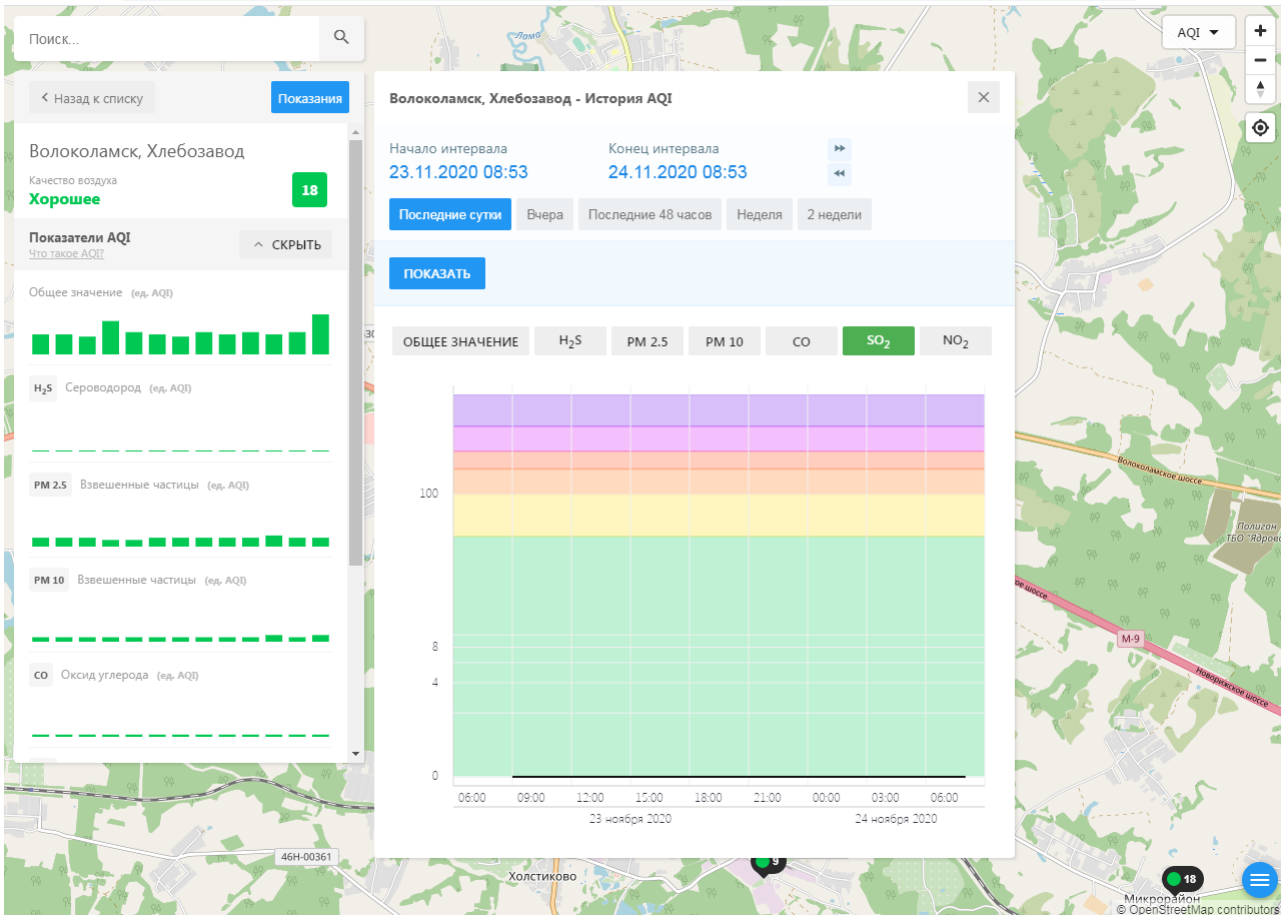 Поиск...
AQI
Ломо
Назад к списку
Показания
Волоколамск, Хлебозавод
Качество воздуха
Хорошее
18
Показатели AQI
Что такое AQI?
СКРЫТЬ
Общее значение (ед. AQI)
H₂S Сероводород (ед. AQI)
PM 2.5 Взвешенные частицы (ед. AQI)
PM 10 Взвешенные частицы (ед. AQI)
CO Оксид углерода (ед. AQI)
Волоколамск, Хлебозавод - История AQI
Начало интервала
Конец интервала
23.11.2020 08:53
24.11.2020 08:53
Последние сутки
Вчера
Последние 48 часов
Неделя
2 недели
ПОКАЗАТЬ
ОБЩЕЕ ЗНАЧЕНИЕ
H₂S
PM 2.5
PM 10
CO
SO₂
NO₂
100
8
4
0
06:00 09:00 12:00 15:00 18:00 21:00 00:00 03:00 06:00
23 ноября 2020
24 ноября 2020
Волоколамское шоссе
Полигон
ТБО "Ядрово
шоссе
М-9
Новорижское шоссе
46Н-00361
Холстиково
9
18
Микрорайон
© OpenStreetMap contributors